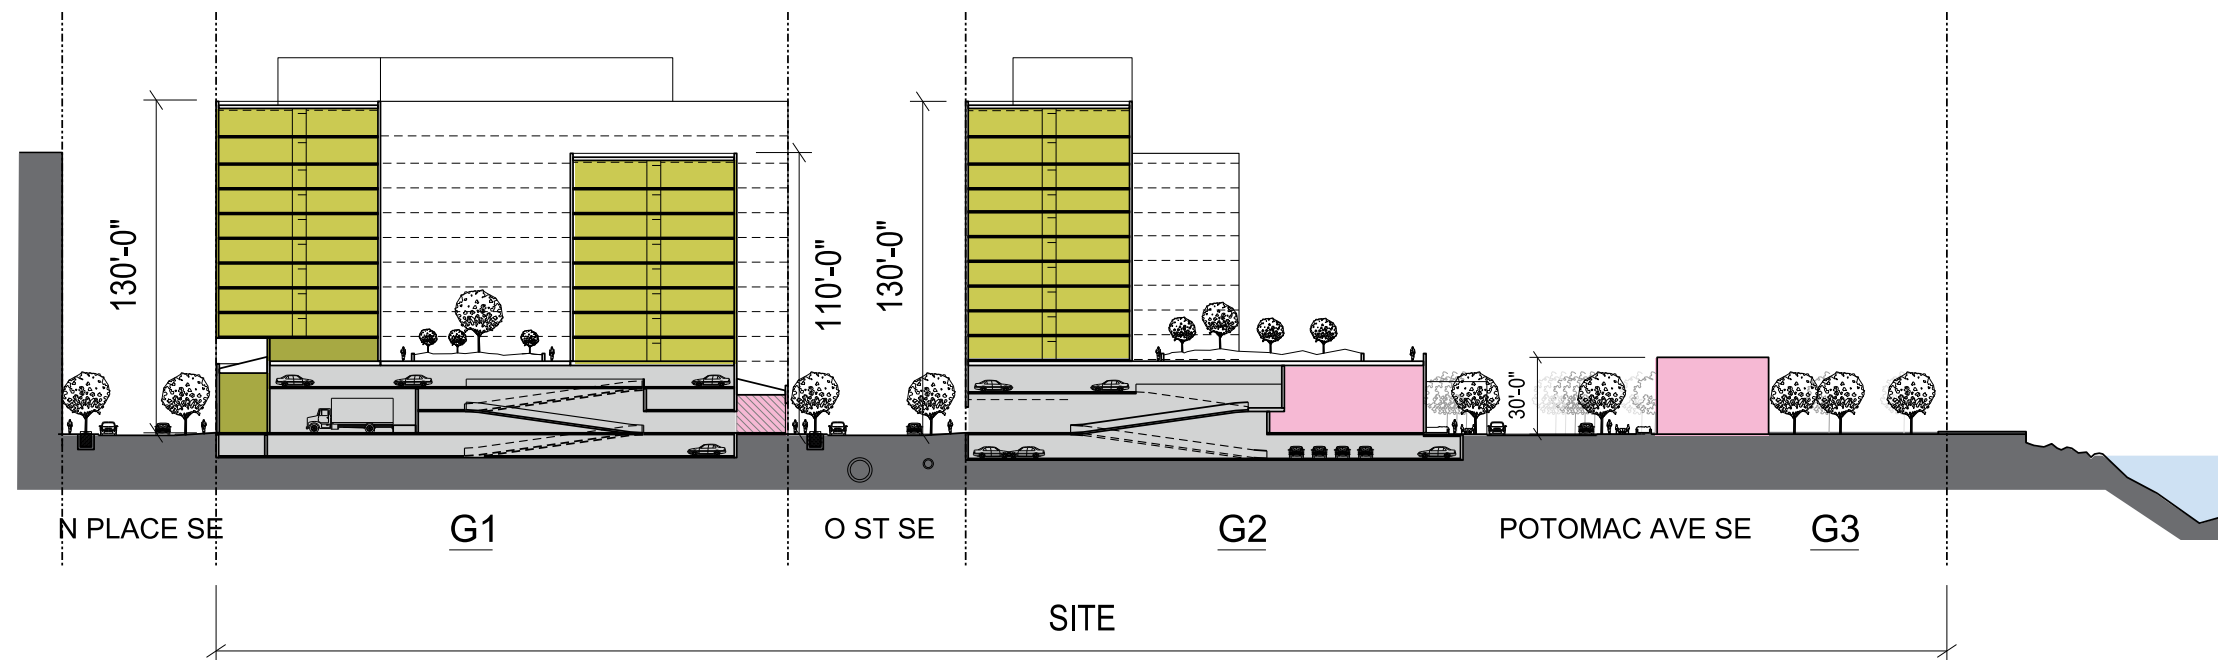 130'-0"
110'-0"
130'-0"
30'-0"
N PLACE SE
G1
O ST SE
G2
POTOMAC AVE SE
G3
SITE